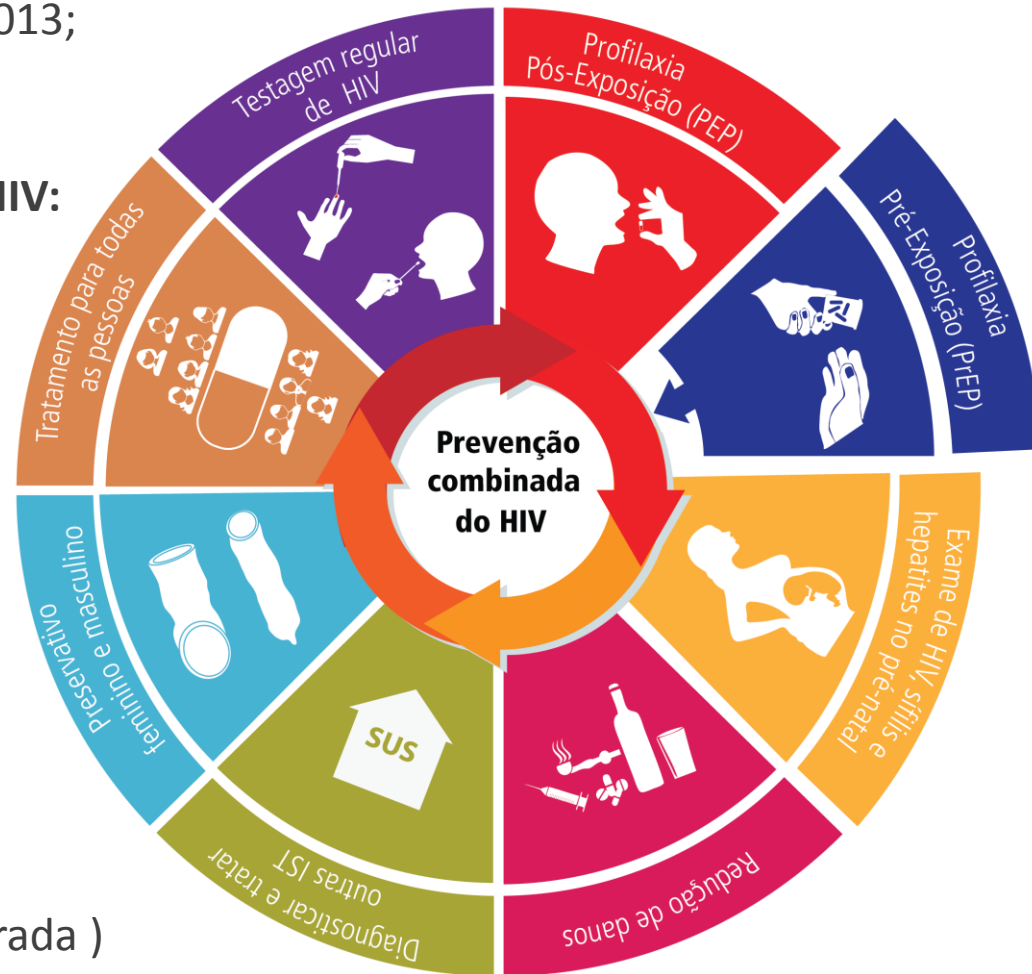 013;
HIV:
Testagem regular
de HIV
Profilaxia
Pós-Exposição (PEP)
Profilaxia
Pré-Exposição (PrEP)
Exame de HIV, sífilis e
hepatites no pré-natal
Redução de danos
Diagnosticar e tratar
outras IST
SUS
Preservativo
feminino e masculino
Tratamento para todas
as pessoas
Prevenção
combinada
do HIV
rada )